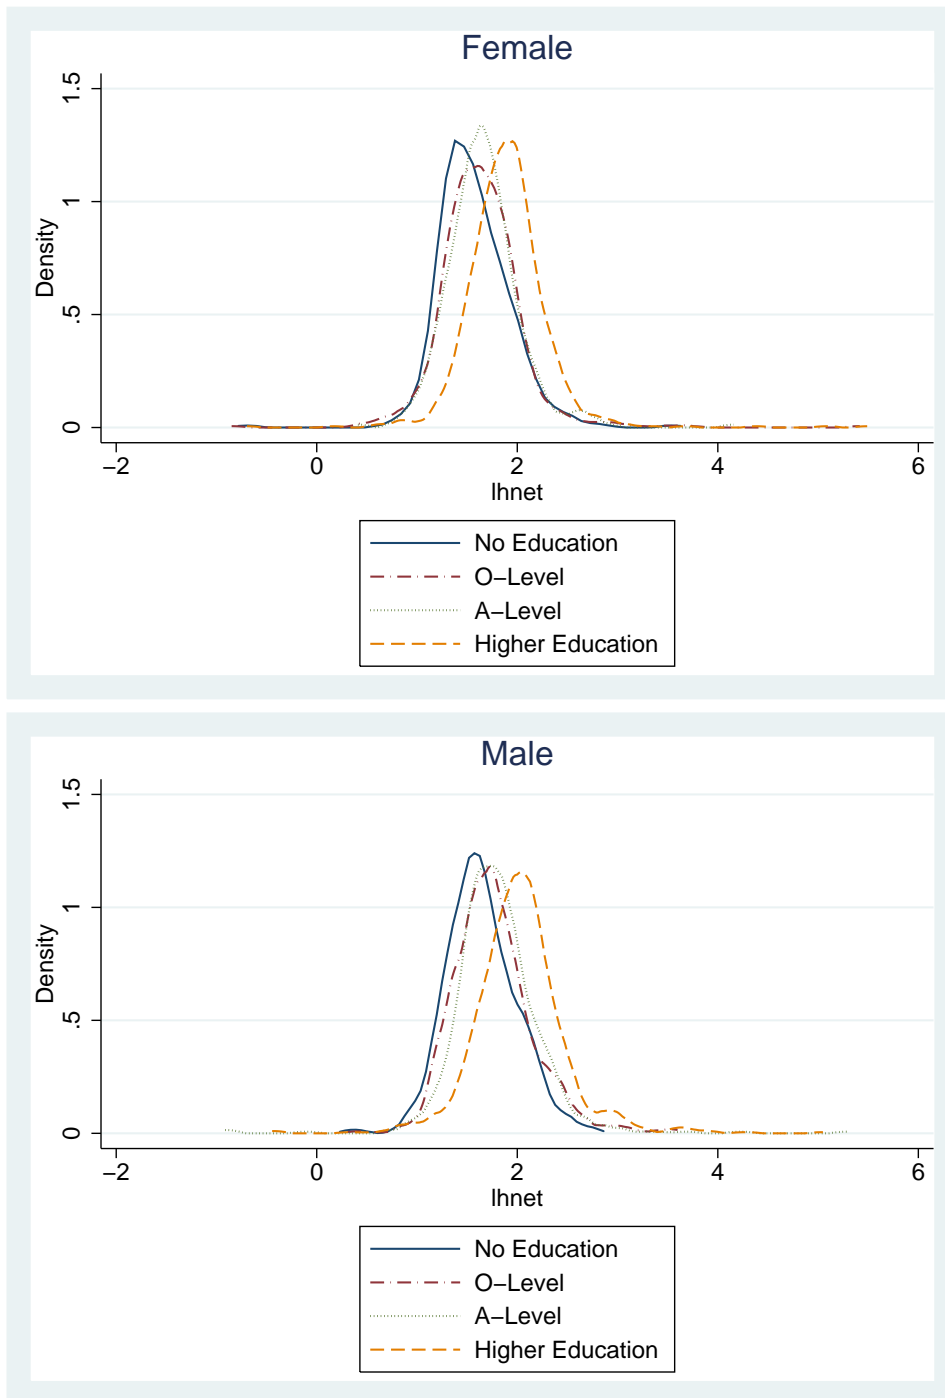 Female
1.5
1
.5
0
Density
−2 0 2 4 6
lhnet
No Education
O−Level
A−Level
Higher Education
Male
1.5
1
.5
0
Density
−2 0 2 4 6
lhnet
No Education
O−Level
A−Level
Higher Education